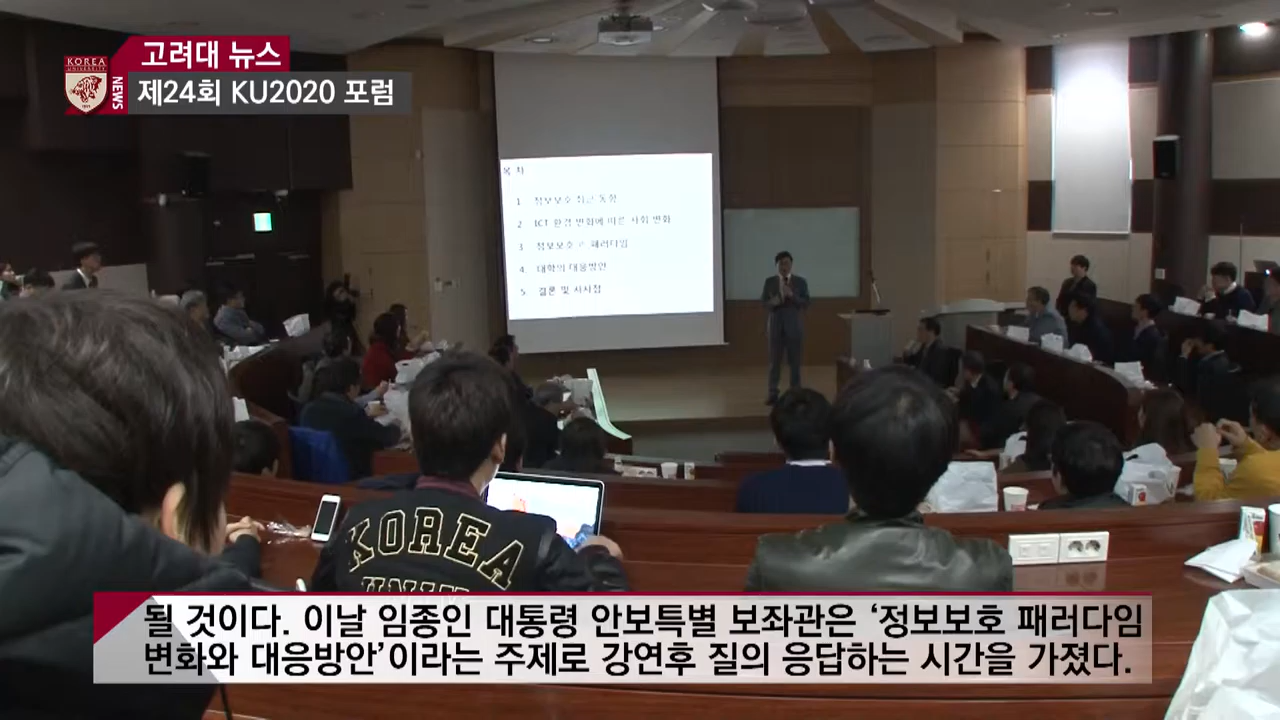 고려대 뉴스
KOREA
UNIVERSITY
NEWS
제24회 KU2020 포럼
목 차
1. 정보보호 최근 동향
2. ICT 환경 변화에 따른 사회 변화
3. 정보보호 패러다임
4. 대학의 대응방안
5. 결론 및 시사점
KOREA
될 것이다. 이날 임종인 대통령 안보특별 보좌관은 ‘정보보호 패러다임
변화와 대응방안’이라는 주제로 강연후 질의 응답하는 시간을 가졌다.